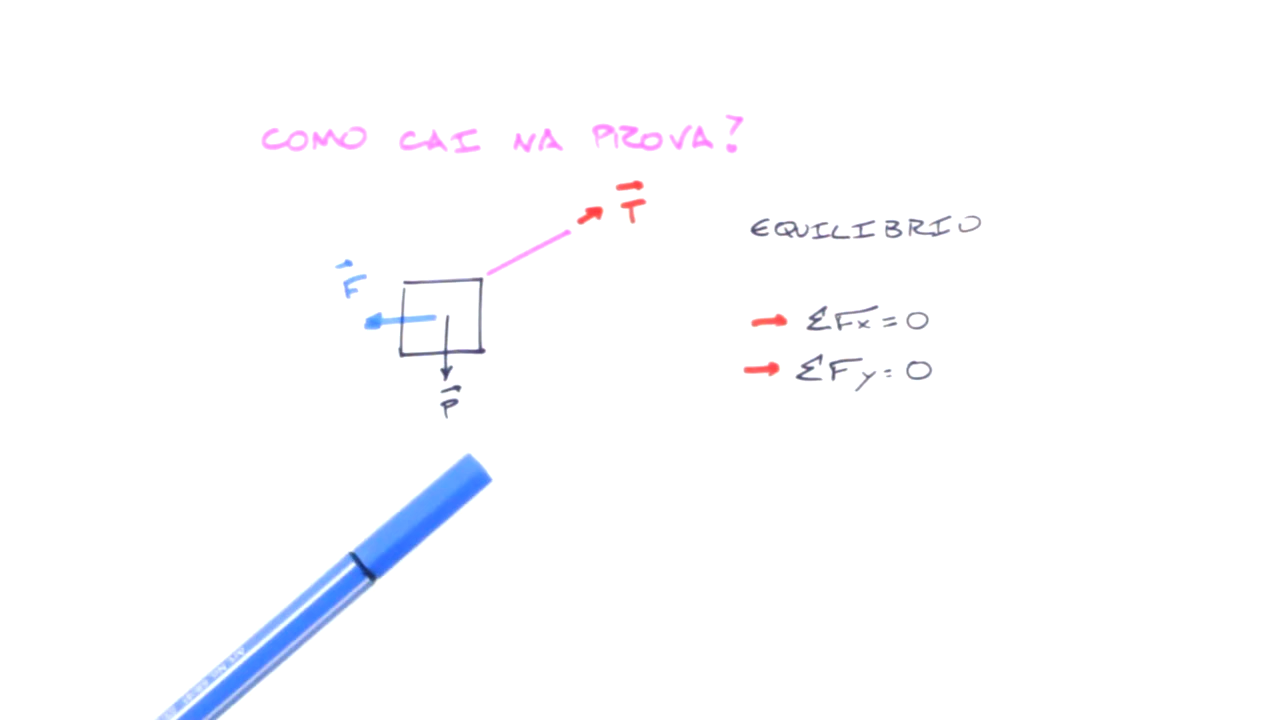 COMO CAI NA PROVA?
T
EQUILIBRIO
F
ΣFx=0
ΣFy=0
P